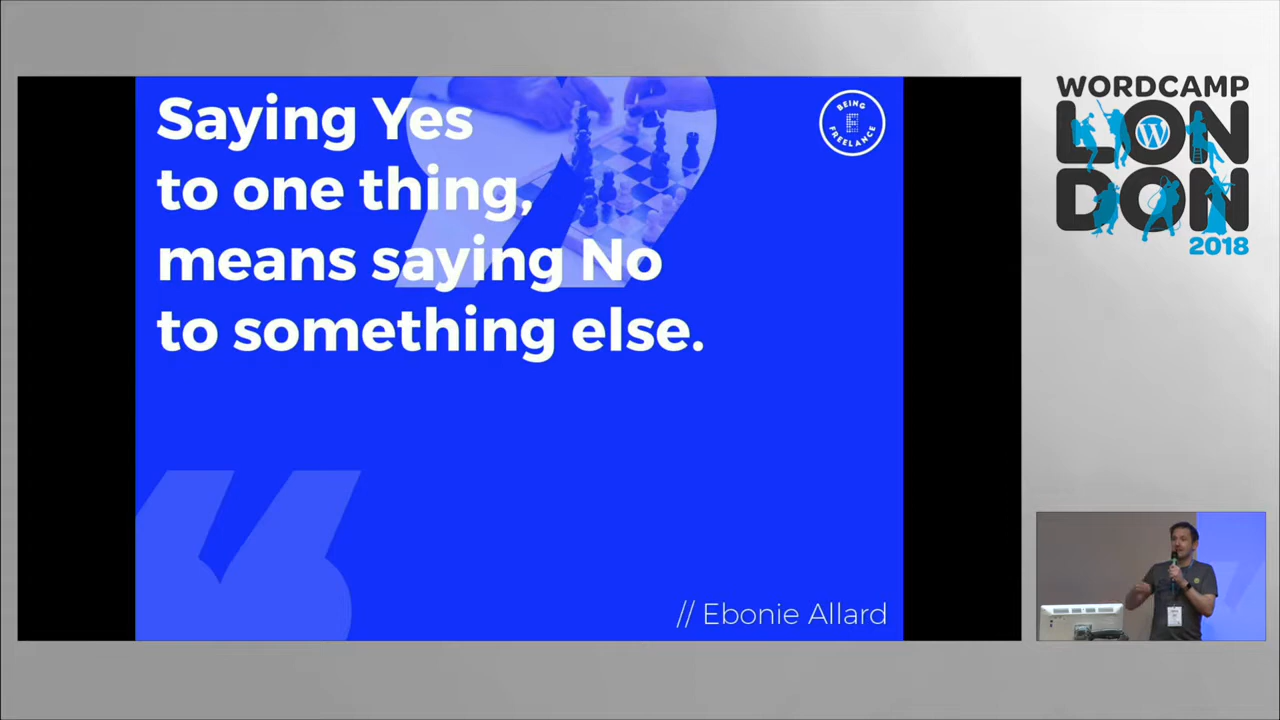 Saying Yes
to one thing,
means saying No
to something else.
// Ebonie Allard
BEING
FREELANCE
WORDCAMP
LON
DON
2018